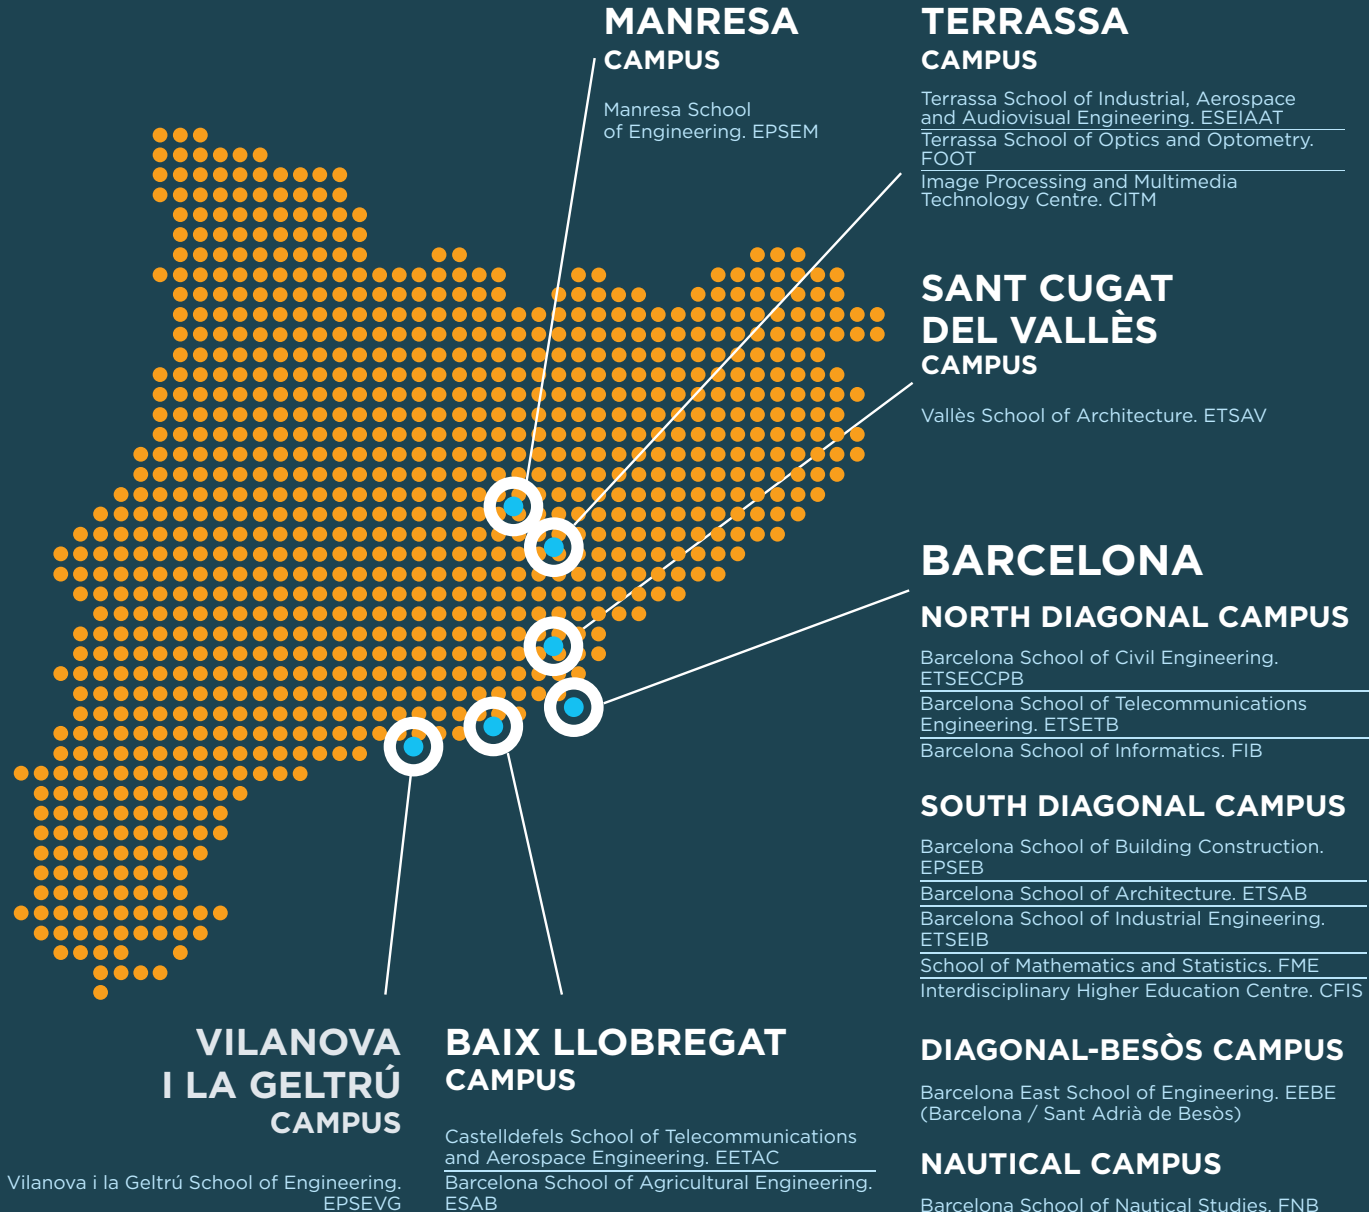 MANRESA
CAMPUS
Manresa School
of Engineering. EPSEM
TERRASSA
CAMPUS
Terrassa School of Industrial, Aerospace
and Audiovisual Engineering. ESEIAAT
Terrassa School of Optics and Optometry.
FOOT
Image Processing and Multimedia
Technology Centre. CITM
SANT CUGAT
DEL VALLÈS
CAMPUS
Vallès School of Architecture. ETSAV
BARCELONA
NORTH DIAGONAL CAMPUS
Barcelona School of Civil Engineering.
ETSECCPB
Barcelona School of Telecommunications
Engineering. ETSETB
Barcelona School of Informatics. FIB
SOUTH DIAGONAL CAMPUS
Barcelona School of Building Construction.
EPSEB
Barcelona School of Architecture. ETSAB
Barcelona School of Industrial Engineering.
ETSEIB
School of Mathematics and Statistics. FME
Interdisciplinary Higher Education Centre. CFIS
DIAGONAL-BESÒS CAMPUS
Barcelona East School of Engineering. EEBE
(Barcelona / Sant Adrià de Besòs)
NAUTICAL CAMPUS
Barcelona School of Nautical Studies. FNB
VILANOVA
I LA GELTRÚ
CAMPUS
Vilanova i la Geltrú School of Engineering.
EPSEVG
BAIX LLOBREGAT
CAMPUS
Castelldefels School of Telecommunications
and Aerospace Engineering. EETAC
Barcelona School of Agricultural Engineering.
ESAB